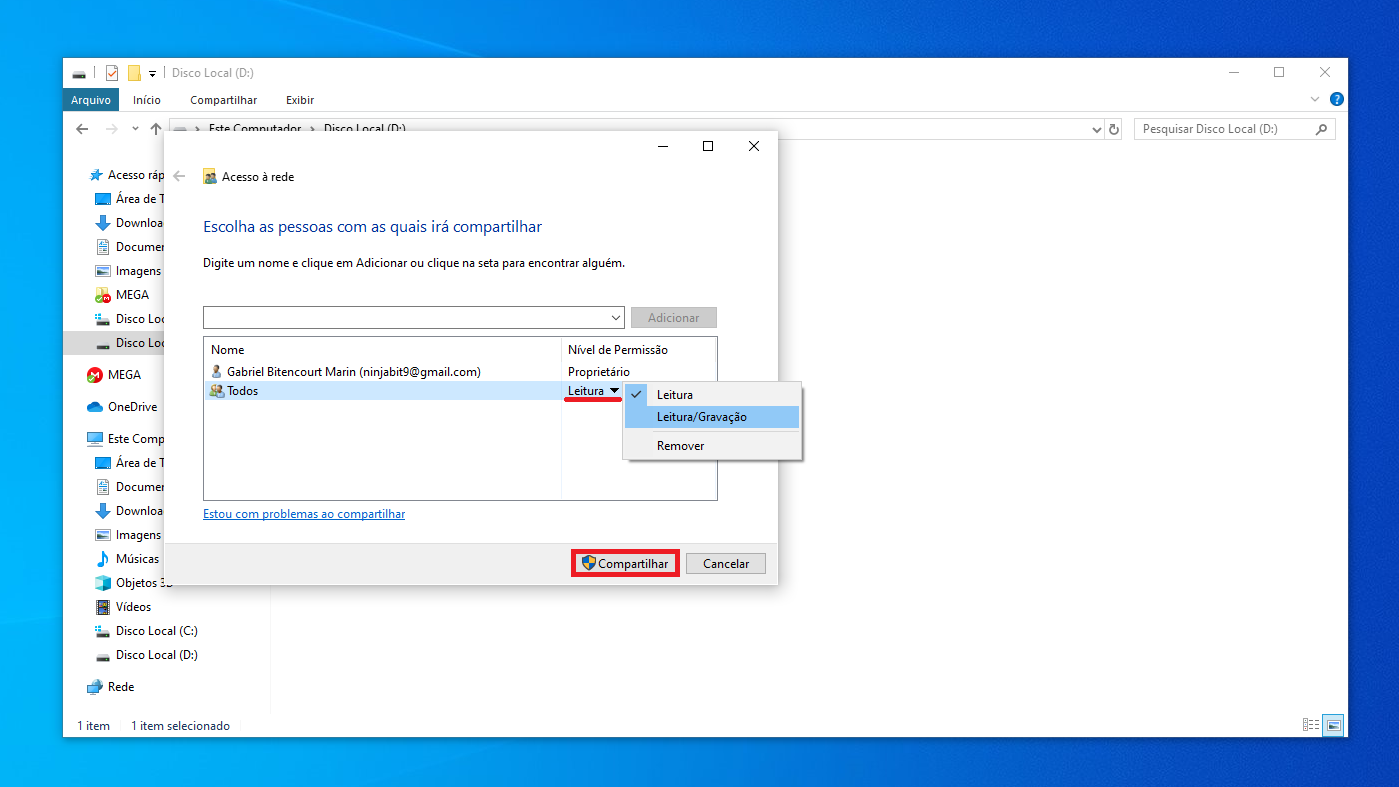 Disco Local (D:)
Arquivo Início Compartilhar Exibir
Este Computador Disco Local (D:)
Pesquisar Disco Local (D:)
Acesso ráp
Área de T
Downloa
Documer
Imagens
MEGA
Disco Loc
Disco Loc
MEGA
OneDrive
Este Comp
Área de T
Documer
Downloa
Imagens
Músicas
Objetos 3D
Vídeos
Disco Local (C:)
Disco Local (D:)
Rede
1 item 1 item selecionado
Acesso à rede
Escolha as pessoas com as quais irá compartilhar
Digite um nome e clique em Adicionar ou clique na seta para encontrar alguém.
Adicionar
Nome Nível de Permissão
Gabriel Bitencourt Marin (ninjabit9@gmail.com) Proprietário
Todos Leitura
Leitura
Leitura/Gravação
Remover
Estou com problemas ao compartilhar
Compartilhar Cancelar